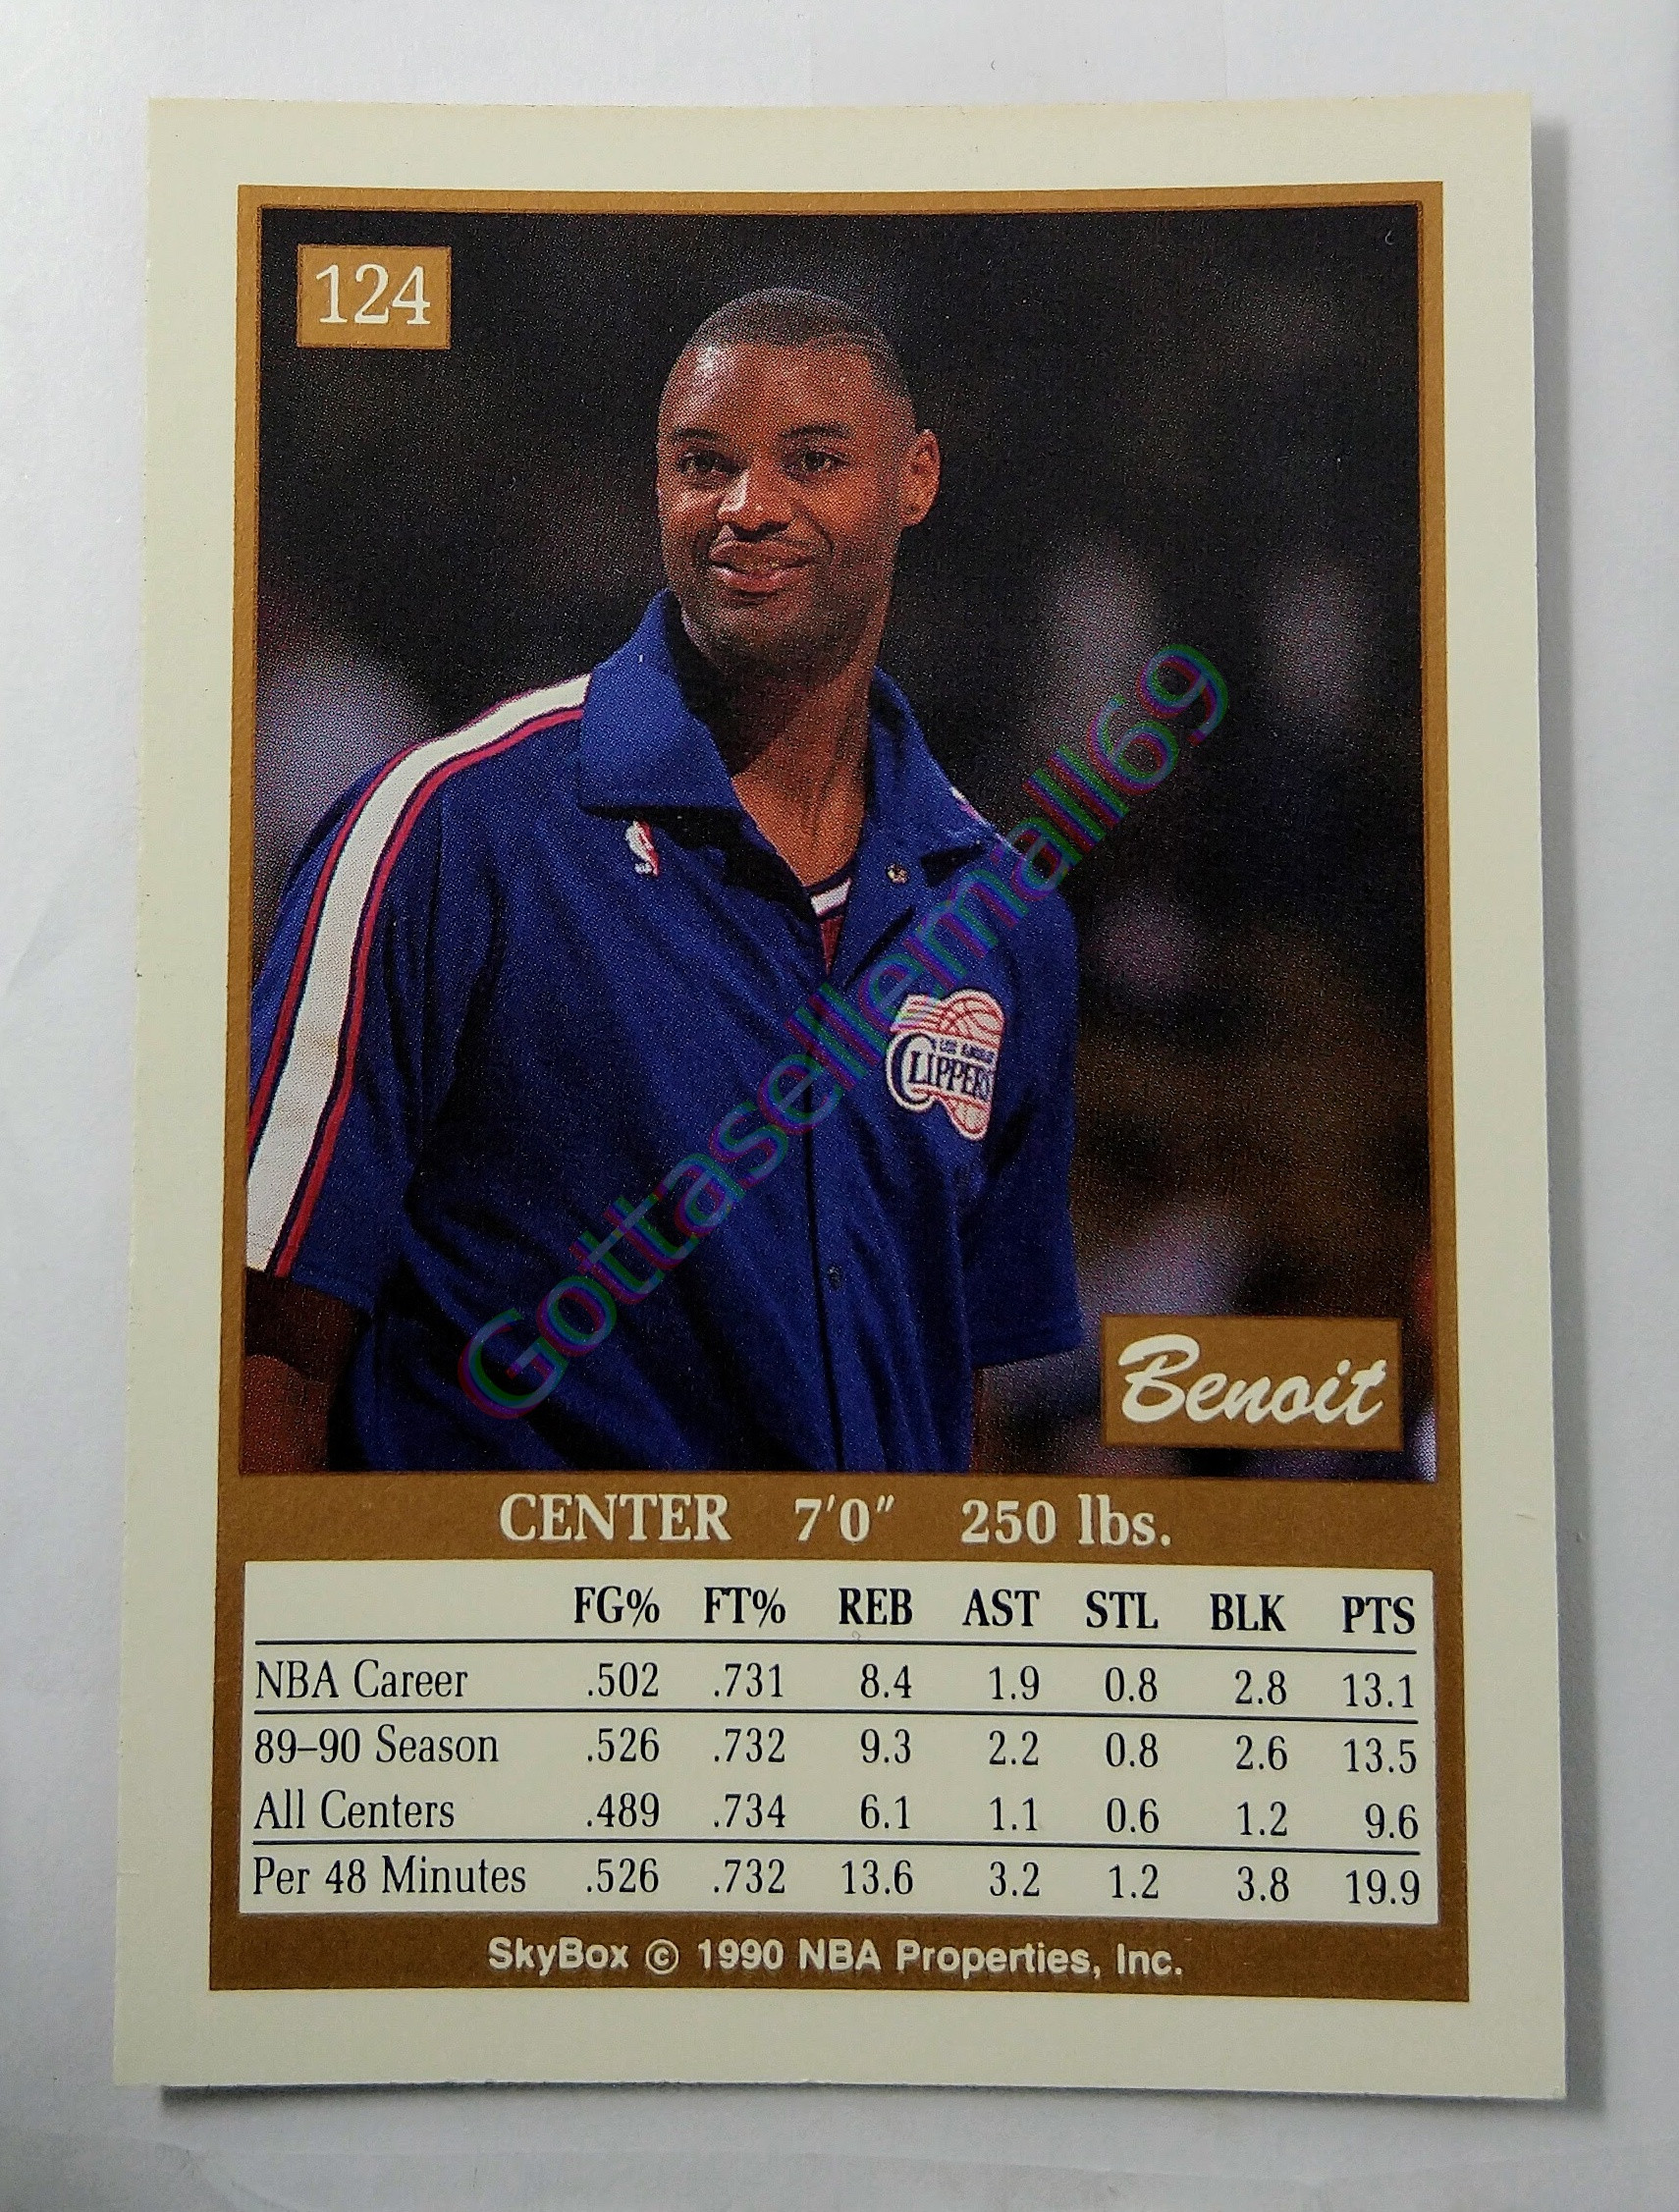 124
LOS ANGELES
CLIPPERS
Gottasellemalll69
Benoit
CENTER 7'0" 250 lbs.
FG% FT% REB AST STL BLK PTS
NBA Career .502 .731 8.4 1.9 0.8 2.8 13.1
89–90 Season .526 .732 9.3 2.2 0.8 2.6 13.5
All Centers .489 .734 6.1 1.1 0.6 1.2 9.6
Per 48 Minutes .526 .732 13.6 3.2 1.2 3.8 19.9
SkyBox © 1990 NBA Properties, Inc.